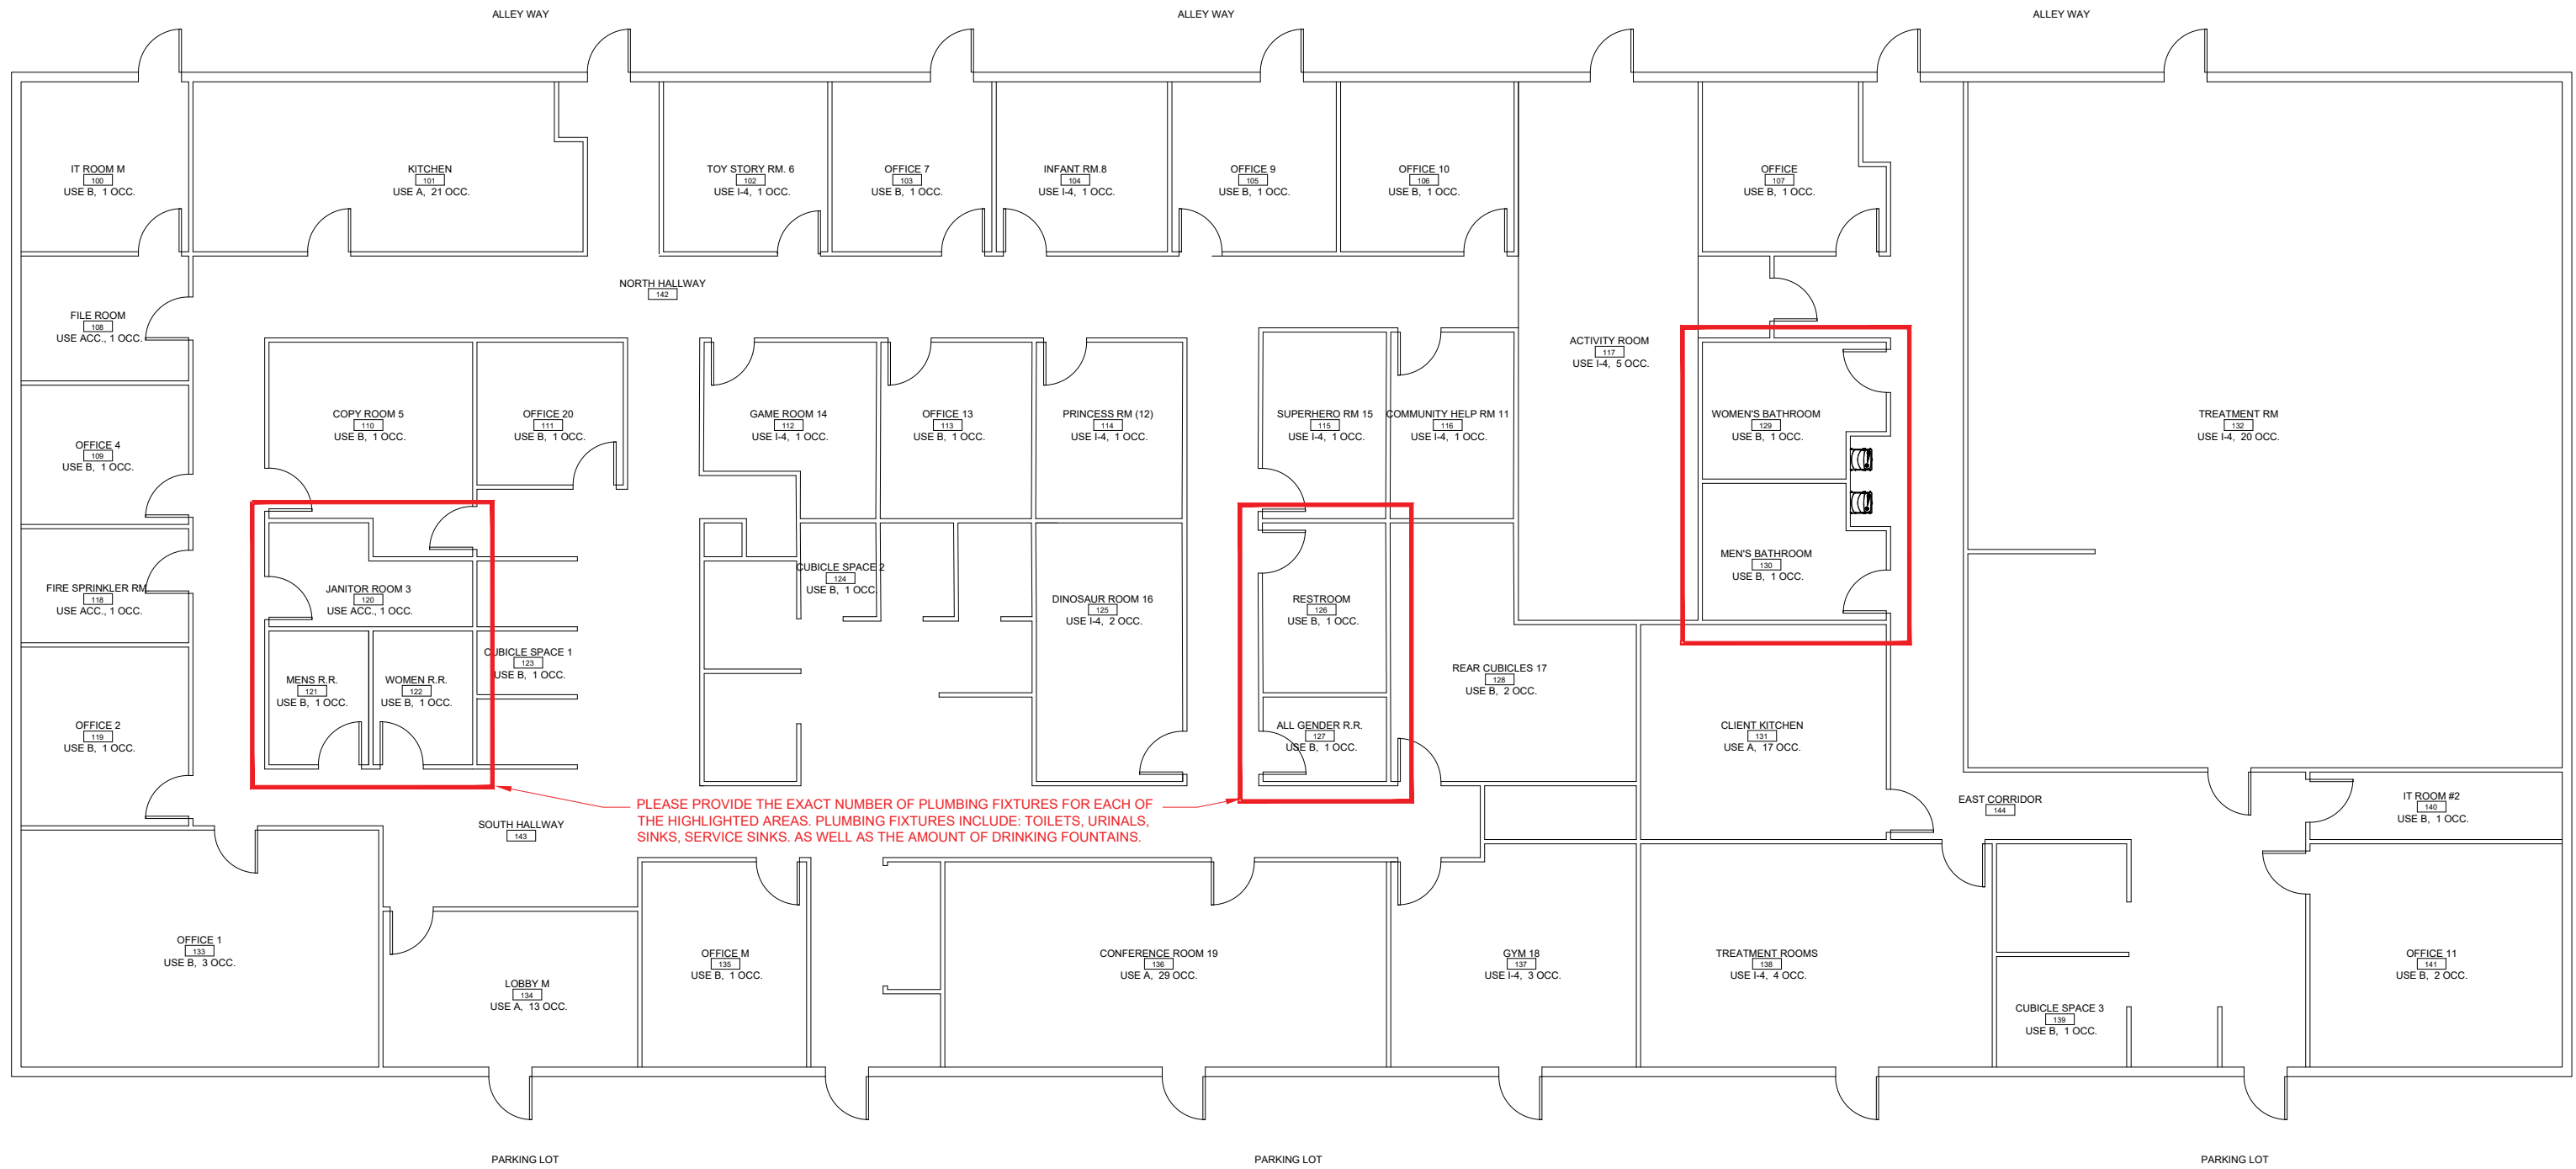 ALLEY WAY
ALLEY WAY
ALLEY WAY
IT ROOM M
100
USE B, 1 OCC.
KITCHEN
101
USE A, 21 OCC.
TOY STORY RM. 6
102
USE I-4, 1 OCC.
OFFICE 7
103
USE B, 1 OCC.
INFANT RM.8
104
USE I-4, 1 OCC.
OFFICE 9
105
USE B, 1 OCC.
OFFICE 10
106
USE B, 1 OCC.
OFFICE
107
USE B, 1 OCC.
NORTH HALLWAY
142
FILE ROOM
108
USE ACC., 1 OCC.
ACTIVITY ROOM
117
USE I-4, 5 OCC.
OFFICE 4
109
USE B, 1 OCC.
COPY ROOM 5
110
USE B, 1 OCC.
OFFICE 20
111
USE B, 1 OCC.
GAME ROOM 14
112
USE I-4, 1 OCC.
OFFICE 13
113
USE B, 1 OCC.
PRINCESS RM (12)
114
USE I-4, 1 OCC.
SUPERHERO RM 15
115
USE I-4, 1 OCC.
COMMUNITY HELP RM 11
116
USE I-4, 1 OCC.
WOMEN'S BATHROOM
129
USE B, 1 OCC.
TREATMENT RM
132
USE I-4, 20 OCC.
FIRE SPRINKLER RM
118
USE ACC., 1 OCC.
JANITOR ROOM 3
120
USE ACC., 1 OCC.
CUBICLE SPACE 2
124
USE B, 1 OCC.
DINOSAUR ROOM 16
125
USE I-4, 2 OCC.
RESTROOM
126
USE B, 1 OCC.
MEN'S BATHROOM
130
USE B, 1 OCC.
MENS R.R.
121
USE B, 1 OCC.
WOMEN R.R.
122
USE B, 1 OCC.
CUBICLE SPACE 1
123
USE B, 1 OCC.
REAR CUBICLES 17
128
USE B, 2 OCC.
OFFICE 2
119
USE B, 1 OCC.
ALL GENDER R.R.
127
USE B, 1 OCC.
CLIENT KITCHEN
131
USE A, 17 OCC.
PLEASE PROVIDE THE EXACT NUMBER OF PLUMBING FIXTURES FOR EACH OF
THE HIGHLIGHTED AREAS. PLUMBING FIXTURES INCLUDE: TOILETS, URINALS,
SINKS, SERVICE SINKS. AS WELL AS THE AMOUNT OF DRINKING FOUNTAINS.
SOUTH HALLWAY
143
EAST CORRIDOR
144
IT ROOM #2
140
USE B, 1 OCC.
OFFICE 1
133
USE B, 3 OCC.
LOBBY M
134
USE A, 13 OCC.
OFFICE M
135
USE B, 1 OCC.
CONFERENCE ROOM 19
136
USE A, 29 OCC.
GYM 18
137
USE I-4, 3 OCC.
TREATMENT ROOMS
138
USE I-4, 4 OCC.
CUBICLE SPACE 3
139
USE B, 1 OCC.
OFFICE 11
141
USE B, 2 OCC.
PARKING LOT
PARKING LOT
PARKING LOT